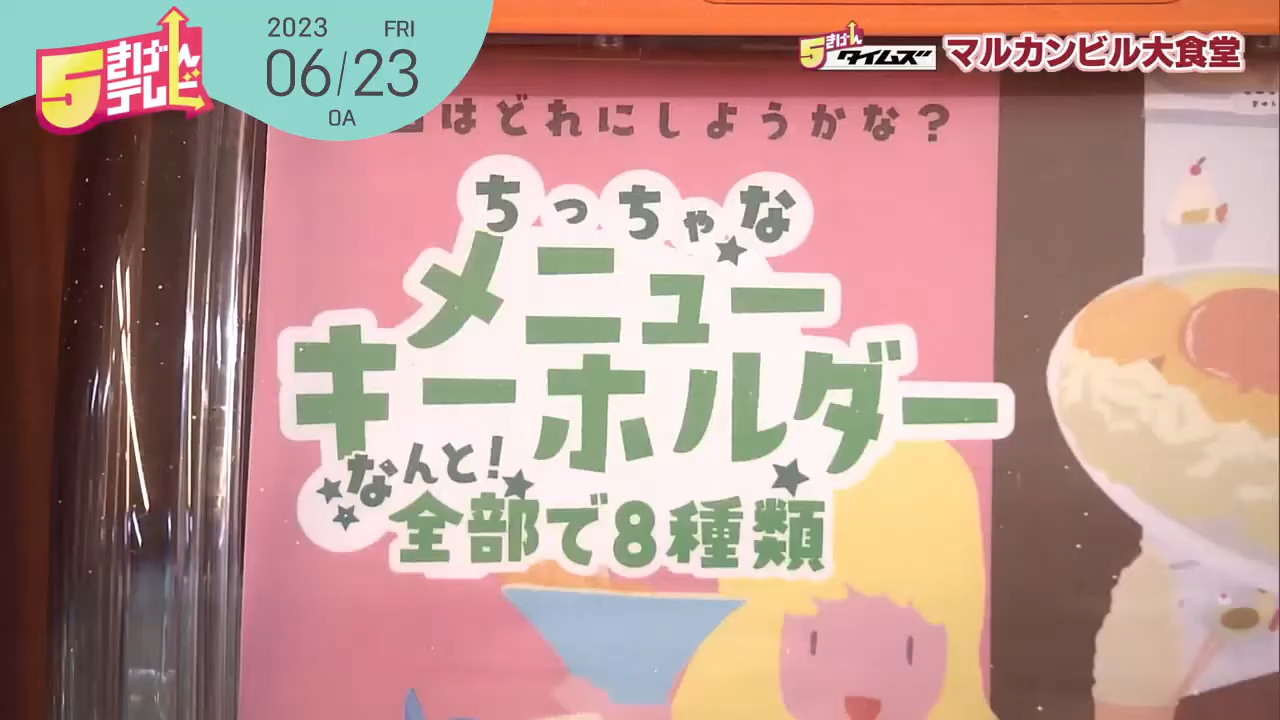 5きげんテレビ
2023 FRI
06/23
OA
5きげんタイムズ
マルカンビル大食堂
はどれにしようかな？
ちっちゃな
メニュー
キーホルダー
なんと！
全部で8種類